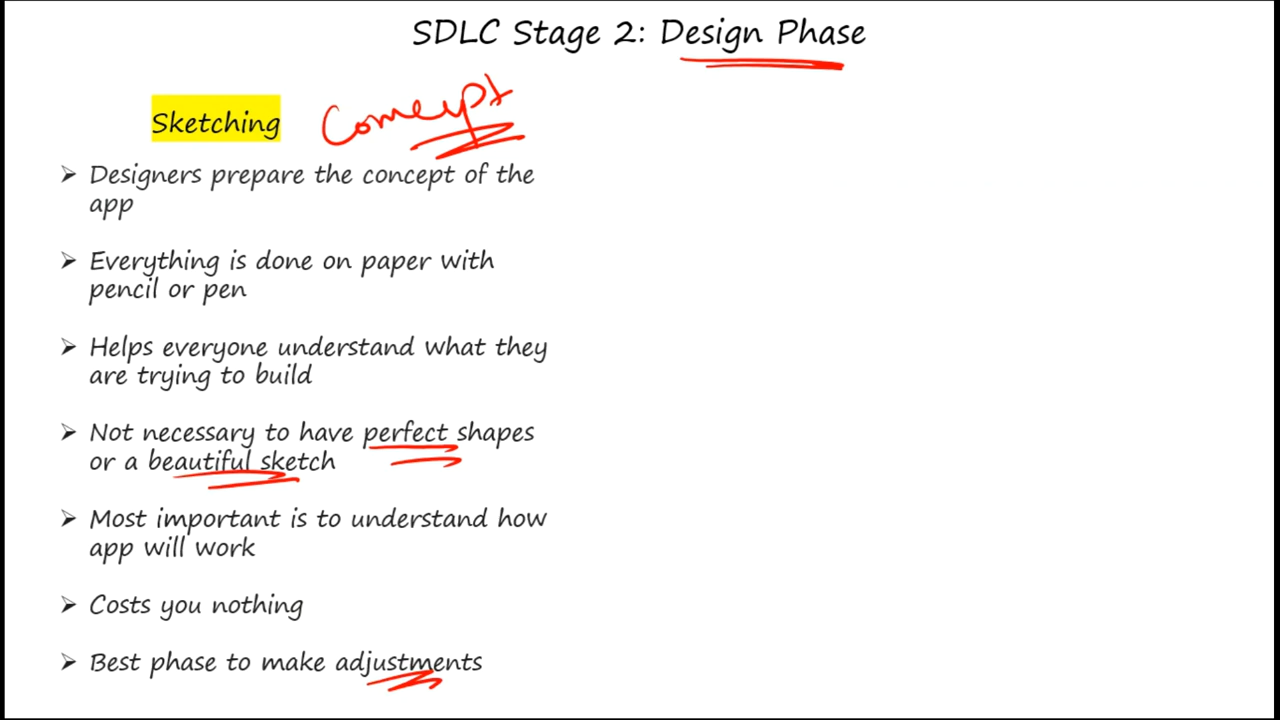 SDLC Stage 2: Design Phase
Sketching Concept
➢ Designers prepare the concept of the
app
➢ Everything is done on paper with
pencil or pen
➢ Helps everyone understand what they
are trying to build
➢ Not necessary to have perfect shapes
or a beautiful sketch
➢ Most important is to understand how
app will work
➢ Costs you nothing
➢ Best phase to make adjustments